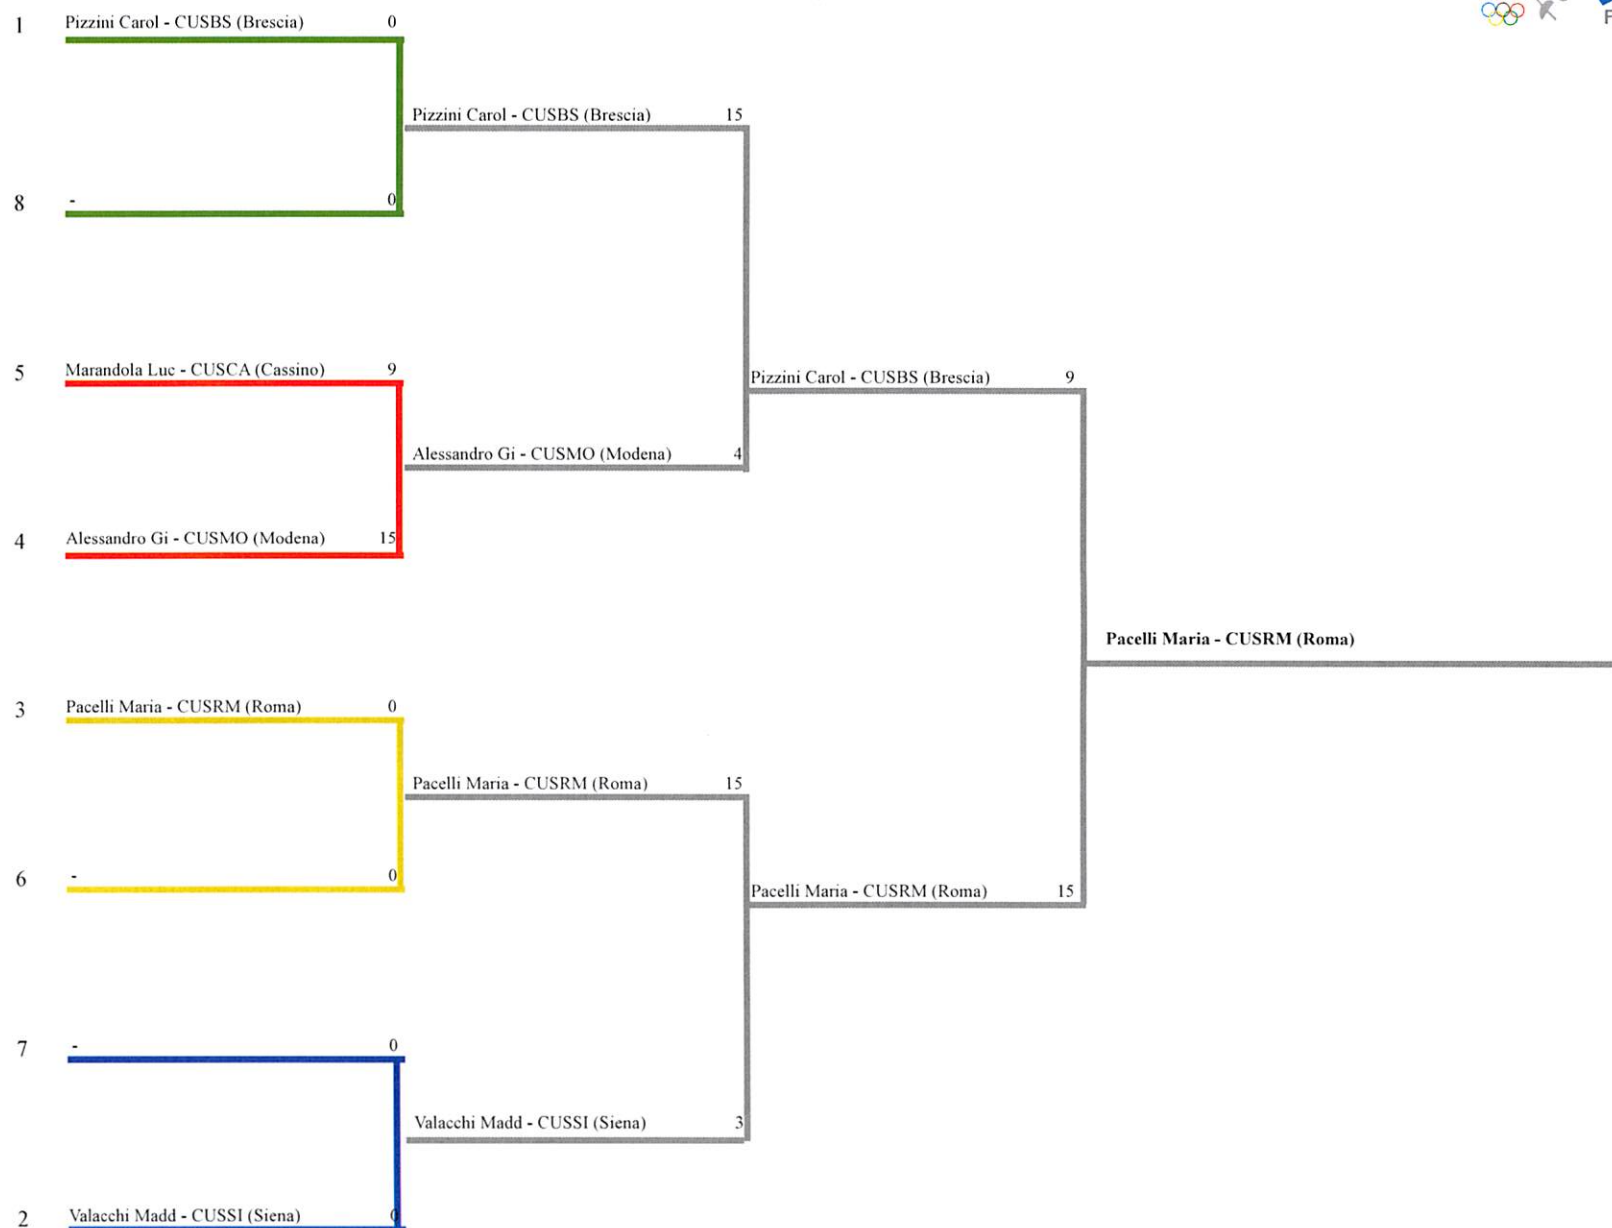 1 Pizzini Carol - CUSBS (Brescia) 0
Pizzini Carol - CUSBS (Brescia) 15
8 - 0
5 Marandola Luc - CUSCA (Cassino) 9
Pizzini Carol - CUSBS (Brescia) 9
Alessandro Gi - CUSMO (Modena) 4
4 Alessandro Gi - CUSMO (Modena) 15
Pacelli Maria - CUSRM (Roma)
3 Pacelli Maria - CUSRM (Roma) 0
Pacelli Maria - CUSRM (Roma) 15
6 - 0
Pacelli Maria - CUSRM (Roma) 15
7 - 0
Valacchi Madd - CUSSI (Siena) 3
2 Valacchi Madd - CUSSI (Siena) 0